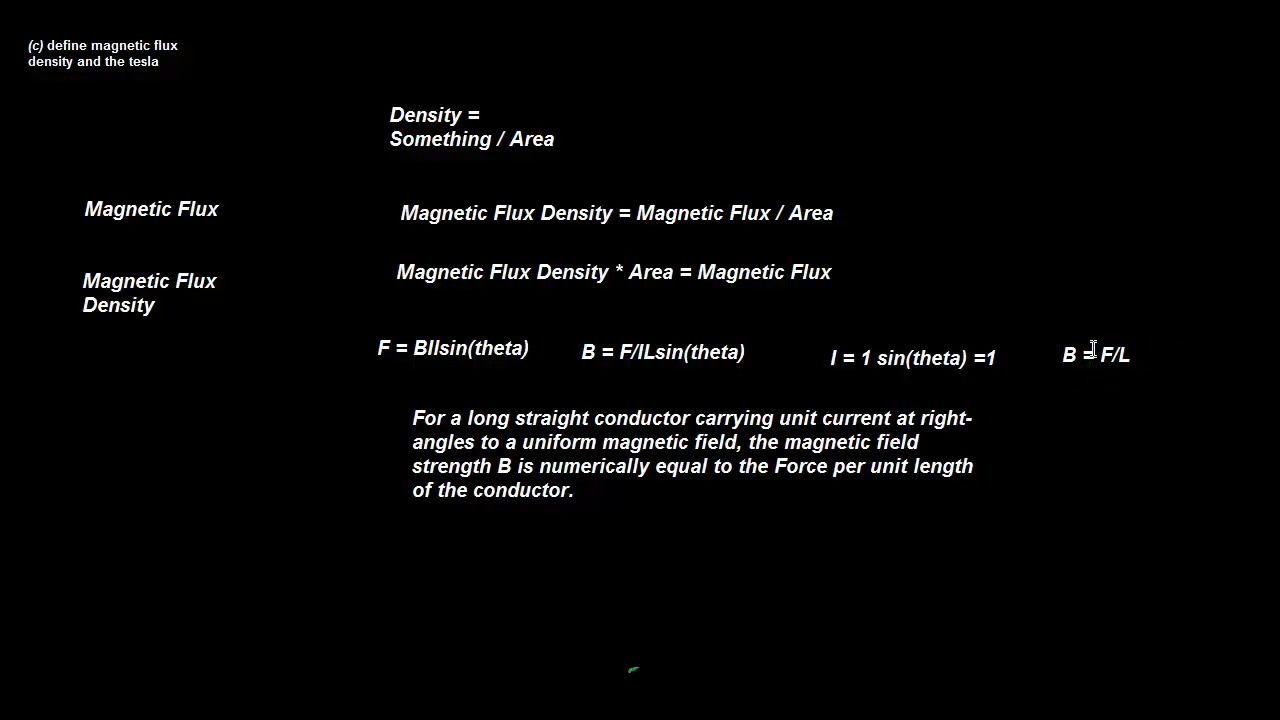 (c) define magnetic flux
density and the tesla
Density =
Something / Area
Magnetic Flux
Magnetic Flux Density = Magnetic Flux / Area
Magnetic Flux
Density
Magnetic Flux Density * Area = Magnetic Flux
F = BIlsin(theta)
B = F/ILsin(theta)
I = 1 sin(theta) =1
B = F/L
For a long straight conductor carrying unit current at right-
angles to a uniform magnetic field, the magnetic field
strength B is numerically equal to the Force per unit length
of the conductor.